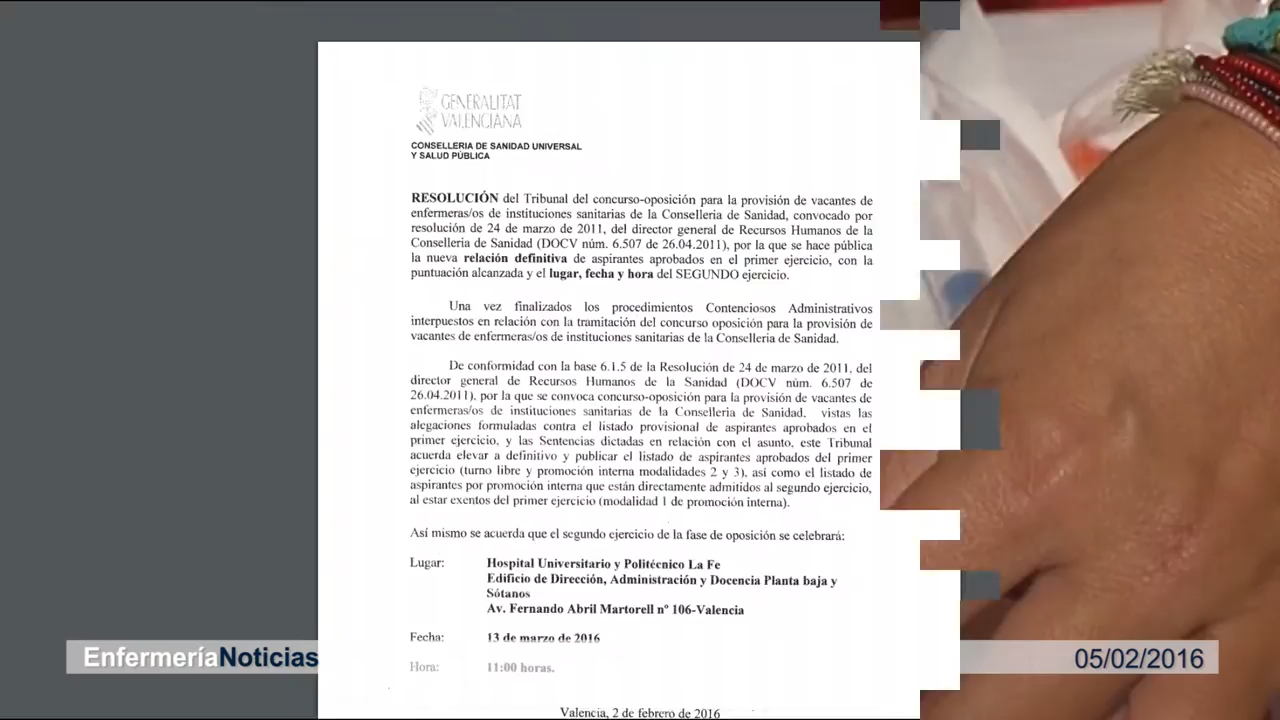 GENERALITAT
VALENCIANA
CONSELLERIA DE SANIDAD UNIVERSAL
Y SALUD PÚBLICA
RESOLUCIÓN del Tribunal del concurso-oposición para la provisión de vacantes de
enfermeras/os de instituciones sanitarias de la Conselleria de Sanidad, convocado por
resolución de 24 de marzo de 2011, del director general de Recursos Humanos de la
Conselleria de Sanidad (DOCV núm. 6.507 de 26.04.2011), por la que se hace pública
la nueva relación definitiva de aspirantes aprobados en el primer ejercicio, con la
puntuación alcanzada y el lugar, fecha y hora del SEGUNDO ejercicio.
Una vez finalizados los procedimientos Contenciosos Administrativos
interpuestos en relación con la tramitación del concurso oposición para la provisión de
vacantes de enfermeras/os de instituciones sanitarias de la Conselleria de Sanidad.
De conformidad con la base 6.1.5 de la Resolución de 24 de marzo de 2011, del
director general de Recursos Humanos de la Sanidad (DOCV núm. 6.507 de
26.04.2011), por la que se convoca concurso-oposición para la provisión de vacantes de
enfermeras/os de instituciones sanitarias de la Conselleria de Sanidad, vistas las
alegaciones formuladas contra el listado provisional de aspirantes aprobados en el
primer ejercicio, y las Sentencias dictadas en relación con el asunto, este Tribunal
acuerda elevar a definitivo y publicar el listado de aspirantes aprobados del primer
ejercicio (turno libre y promoción interna modalidades 2 y 3), así como el listado de
aspirantes por promoción interna que están directamente admitidos al segundo ejercicio,
al estar exentos del primer ejercicio (modalidad 1 de promoción interna).
Así mismo se acuerda que el segundo ejercicio de la fase de oposición se celebrará:
Lugar: Hospital Universitario y Politécnico La Fe
Edificio de Dirección, Administración y Docencia Planta baja y
Sótanos
Av. Fernando Abril Martorell nº 106-Valencia
Fecha: 13 de marzo de 2016
Hora: 11:00 horas.
Valencia, 2 de febrero de 2016
EnfermeríaNoticias
05/02/2016